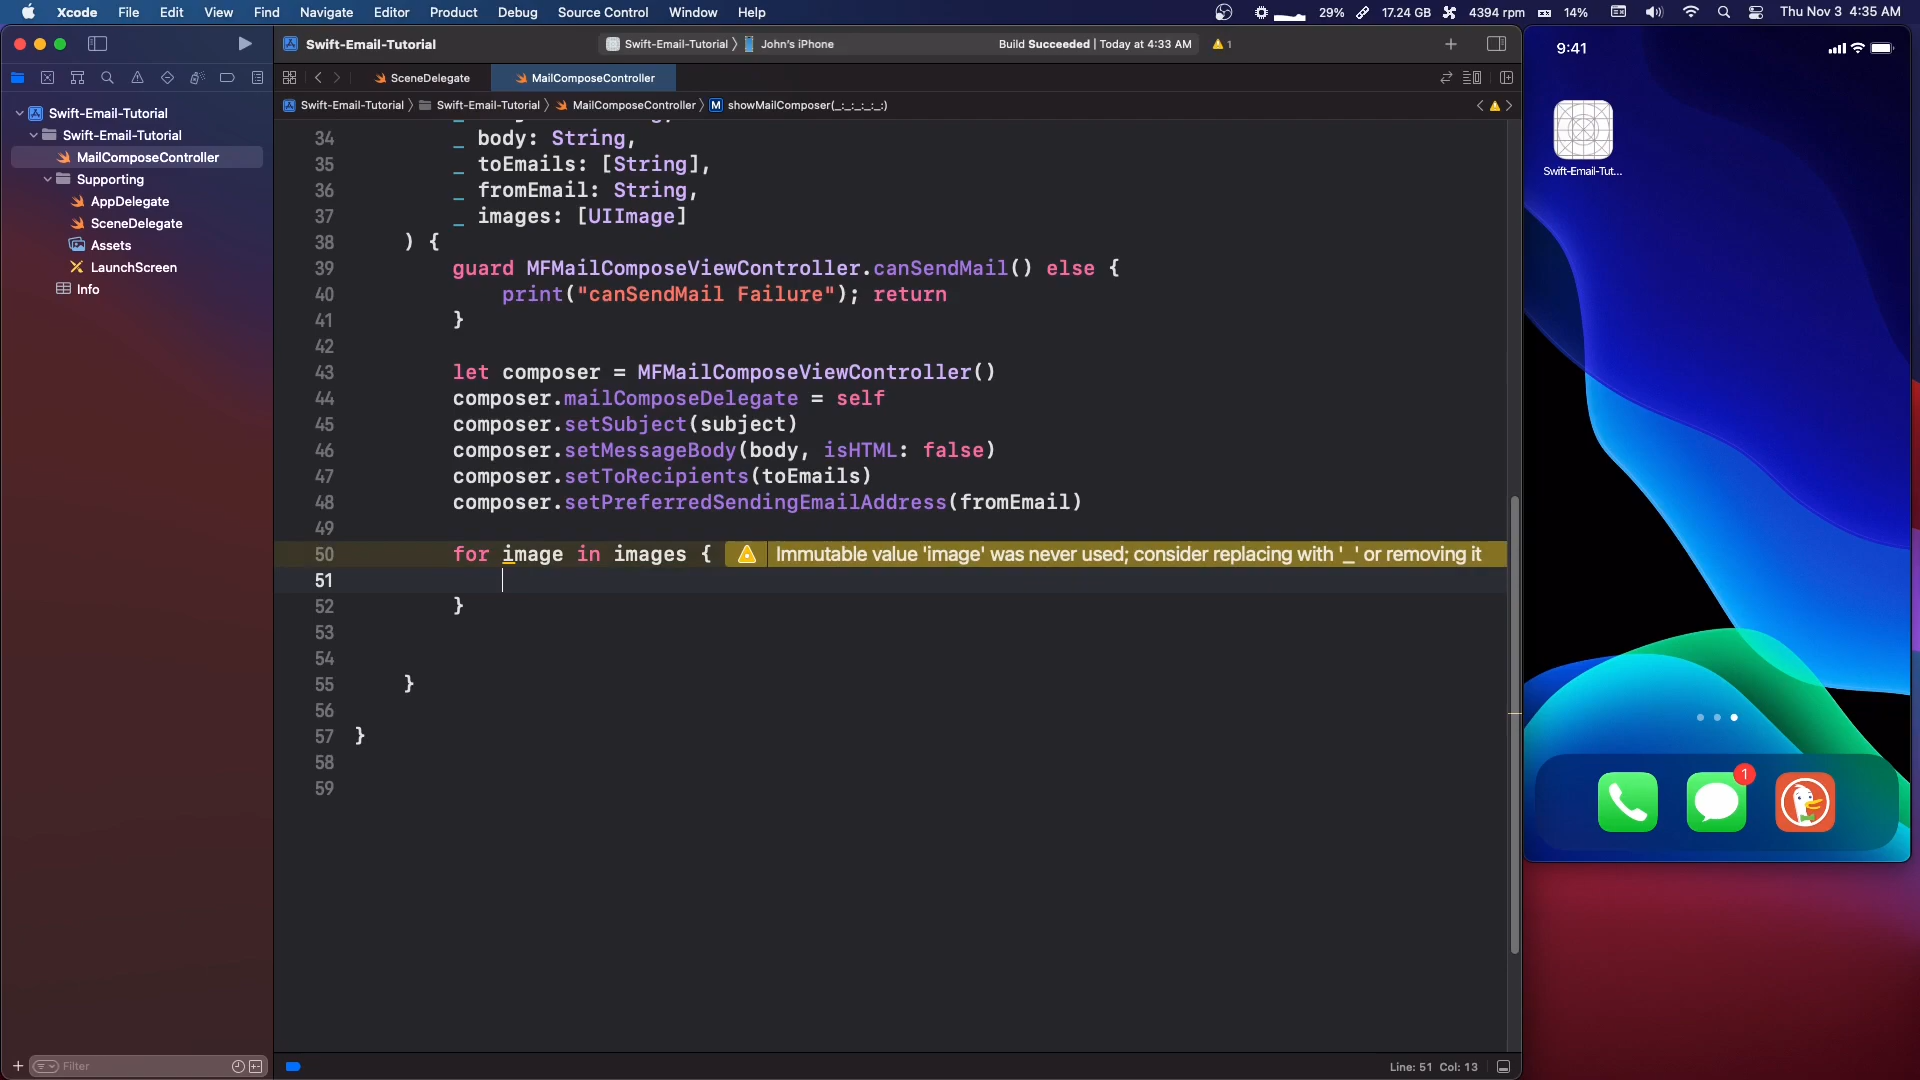 Xcode File Edit View Find Navigate Editor Product Debug Source Control Window Help 29% 17.24 GB 4394 rpm 14% Thu Nov 3 4:35 AM
Swift-Email-Tutorial
Swift-Email-Tutorial 〉 John's iPhone
Build Succeeded | Today at 4:33 AM
1
SceneDelegate
MailComposeController
Swift-Email-Tutorial 〉 Swift-Email-Tutorial 〉 MailComposeController 〉 M showMailComposer(_:_:_:_:_:)
Swift-Email-Tutorial
Swift-Email-Tutorial
MailComposeController
Supporting
AppDelegate
SceneDelegate
Assets
LaunchScreen
Info
34 _ body: String,
35 _ toEmails: [String],
36 _ fromEmail: String,
37 _ images: [UIImage]
38 ) {
39 guard MFMailComposeViewController.canSendMail() else {
40 print("canSendMail Failure"); return
41 }
42
43 let composer = MFMailComposeViewController()
44 composer.mailComposeDelegate = self
45 composer.setSubject(subject)
46 composer.setMessageBody(body, isHTML: false)
47 composer.setToRecipients(toEmails)
48 composer.setPreferredSendingEmailAddress(fromEmail)
49
50 for image in images { Immutable value 'image' was never used; consider replacing with '_' or removing it
51
52 }
53
54
55 }
56
57 }
58
59
Filter
Line: 51 Col: 13
9:41
Swift-Email-Tut...
1